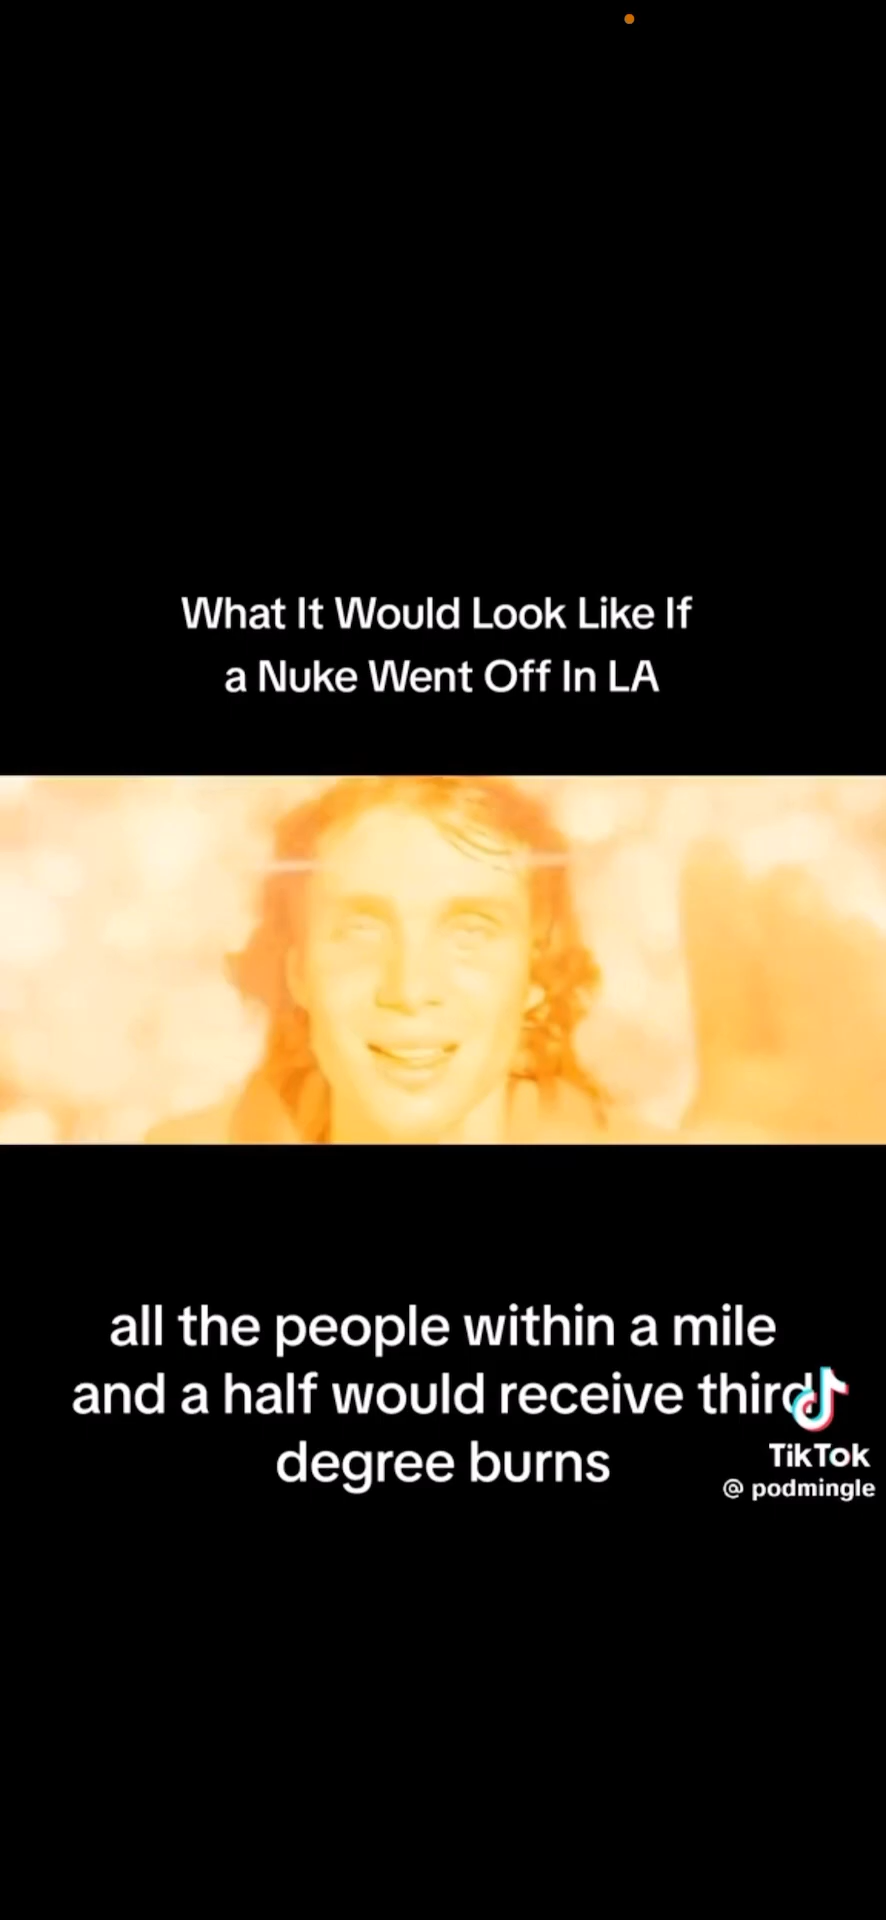 What It Would Look Like If
a Nuke Went Off In LA
all the people within a mile
and a half would receive third
degree burns
TikTok
@ podmingle